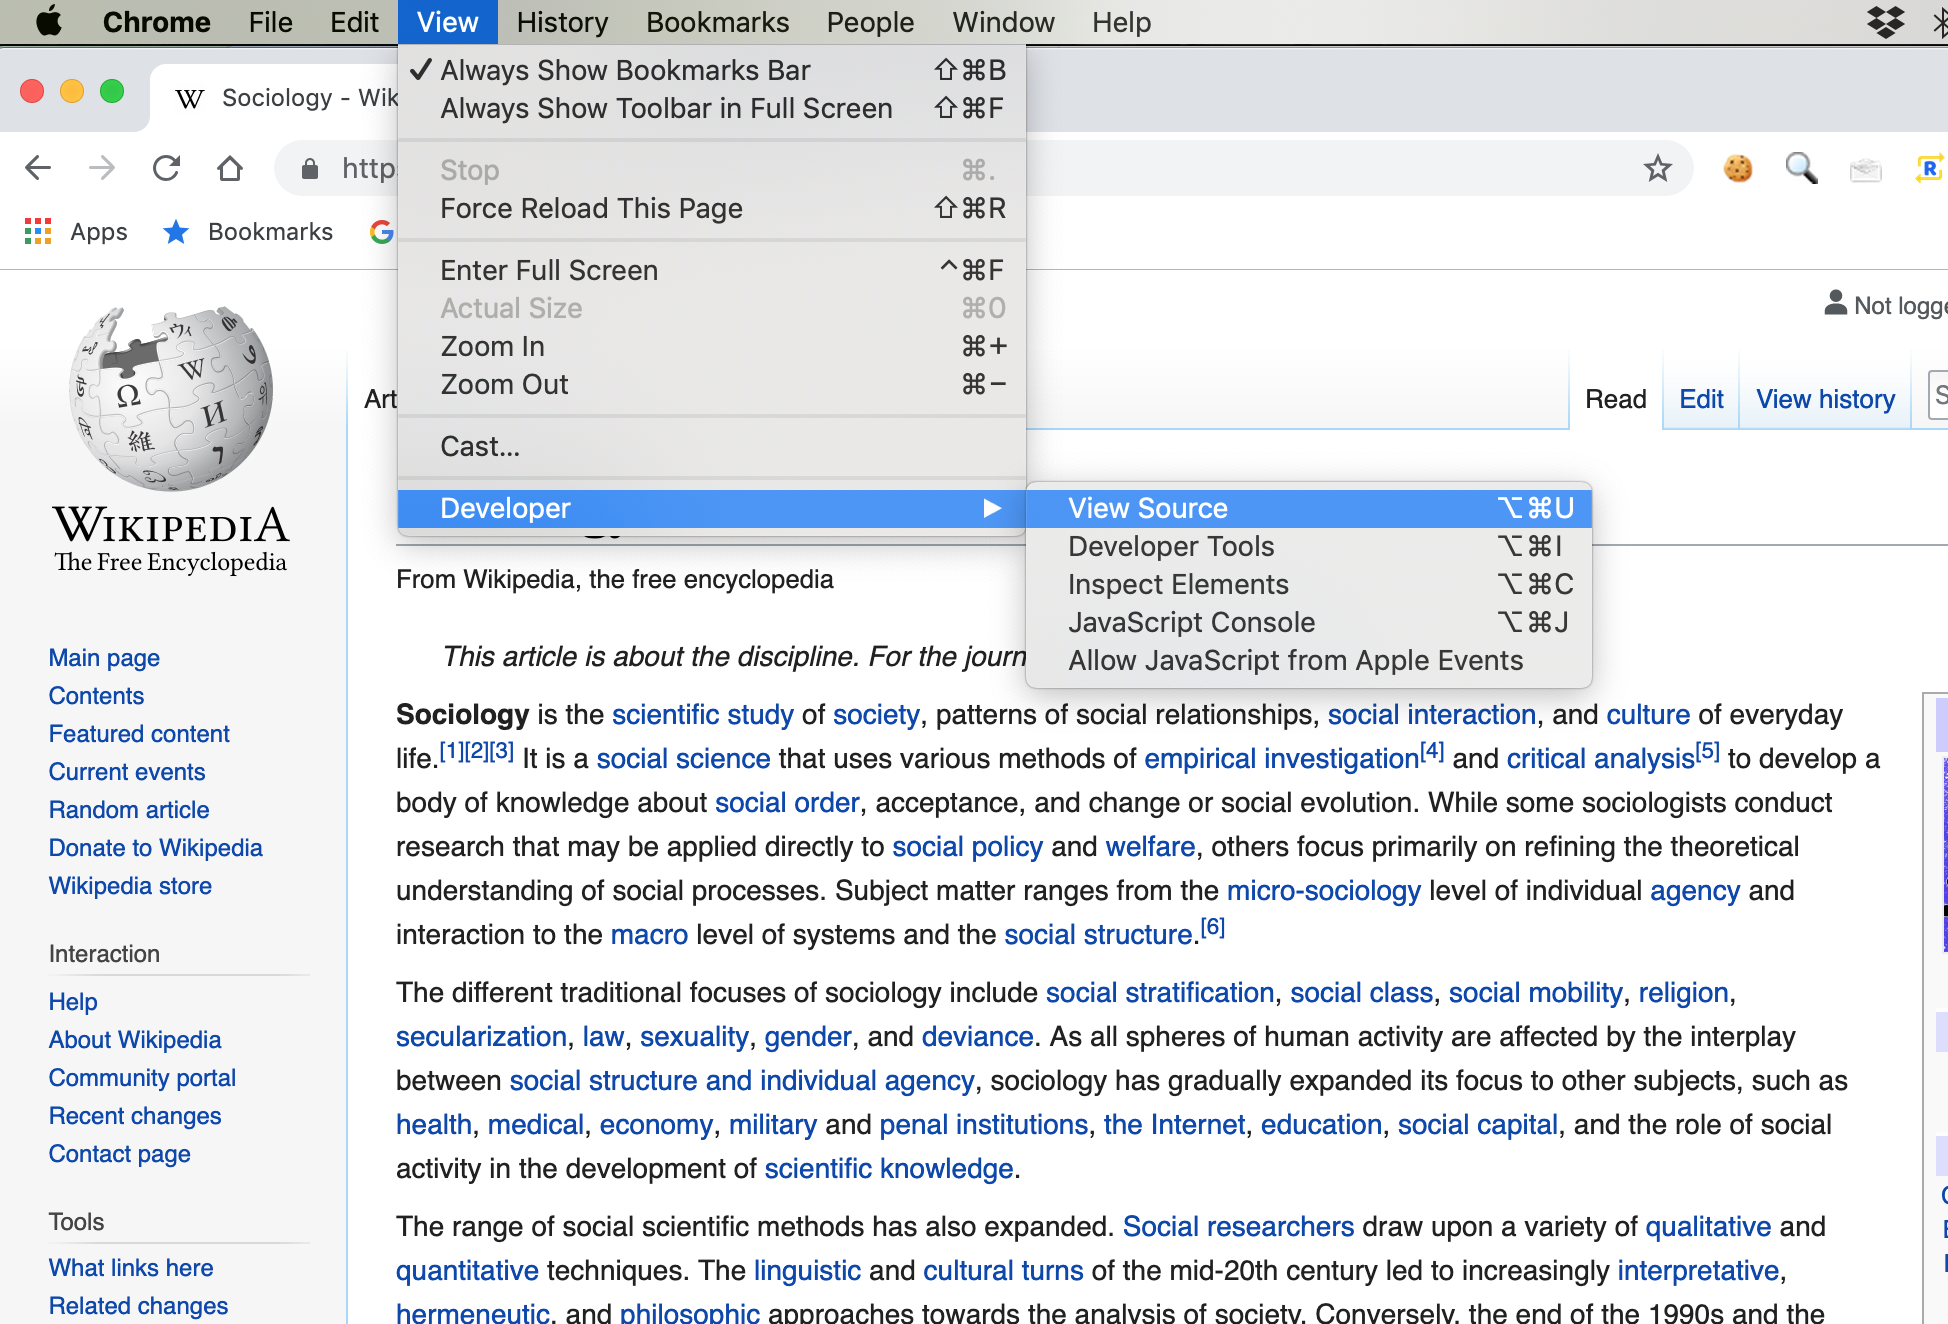 Chrome File Edit View History Bookmarks People Window Help
W Sociology - Wik
http
Apps Bookmarks G
✓ Always Show Bookmarks Bar ⇧⌘B
Always Show Toolbar in Full Screen ⇧⌘F
Stop ⌘.
Force Reload This Page ⇧⌘R
Enter Full Screen ^⌘F
Actual Size ⌘0
Zoom In ⌘+
Zoom Out ⌘−
Cast...
Developer ▶
View Source ⌥⌘U
Developer Tools ⌥⌘I
Inspect Elements ⌥⌘C
JavaScript Console ⌥⌘J
Allow JavaScript from Apple Events
Not logge
Art
Read Edit View history S
Ω W И 維
WIKIPEDIA
The Free Encyclopedia
Main page
Contents
Featured content
Current events
Random article
Donate to Wikipedia
Wikipedia store
Interaction
Help
About Wikipedia
Community portal
Recent changes
Contact page
Tools
What links here
Related changes
From Wikipedia, the free encyclopedia
This article is about the discipline. For the journ
Sociology is the scientific study of society, patterns of social relationships, social interaction, and culture of everyday
life.[1][2][3] It is a social science that uses various methods of empirical investigation[4] and critical analysis[5] to develop a
body of knowledge about social order, acceptance, and change or social evolution. While some sociologists conduct
research that may be applied directly to social policy and welfare, others focus primarily on refining the theoretical
understanding of social processes. Subject matter ranges from the micro-sociology level of individual agency and
interaction to the macro level of systems and the social structure.[6]
The different traditional focuses of sociology include social stratification, social class, social mobility, religion,
secularization, law, sexuality, gender, and deviance. As all spheres of human activity are affected by the interplay
between social structure and individual agency, sociology has gradually expanded its focus to other subjects, such as
health, medical, economy, military and penal institutions, the Internet, education, social capital, and the role of social
activity in the development of scientific knowledge.
The range of social scientific methods has also expanded. Social researchers draw upon a variety of qualitative and
quantitative techniques. The linguistic and cultural turns of the mid-20th century led to increasingly interpretative,
hermeneutic, and philosophic approaches towards the analysis of society. Conversely, the end of the 1990s and the